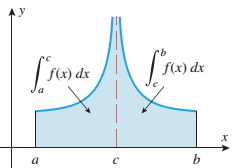 y
∫_a^c f(x) dx
∫_c^b f(x) dx
x
a c b